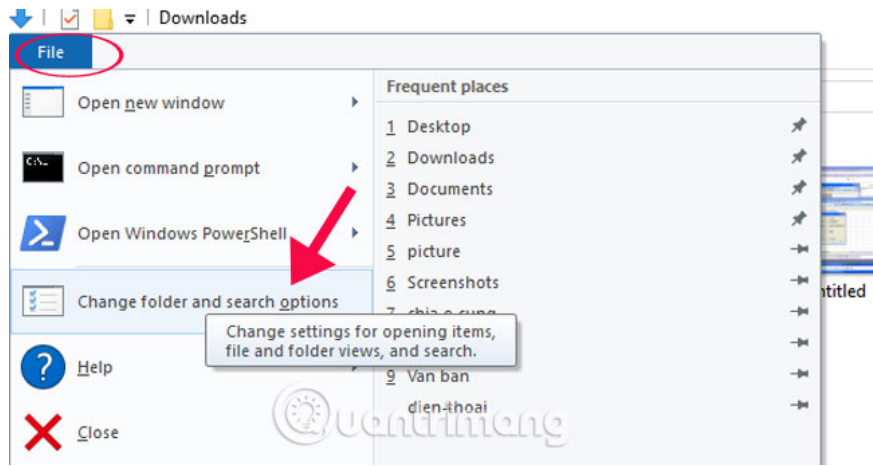 Downloads
File
Open new window
Open command prompt
Open Windows PowerShell
Change folder and search options
Change settings for opening items,
file and folder views, and search.
Help
Close
Frequent places
1 Desktop
2 Downloads
3 Documents
4 Pictures
5 picture
6 Screenshots
9 Van ban
dien-thoai
ntitled
C:\_
Quantrimang